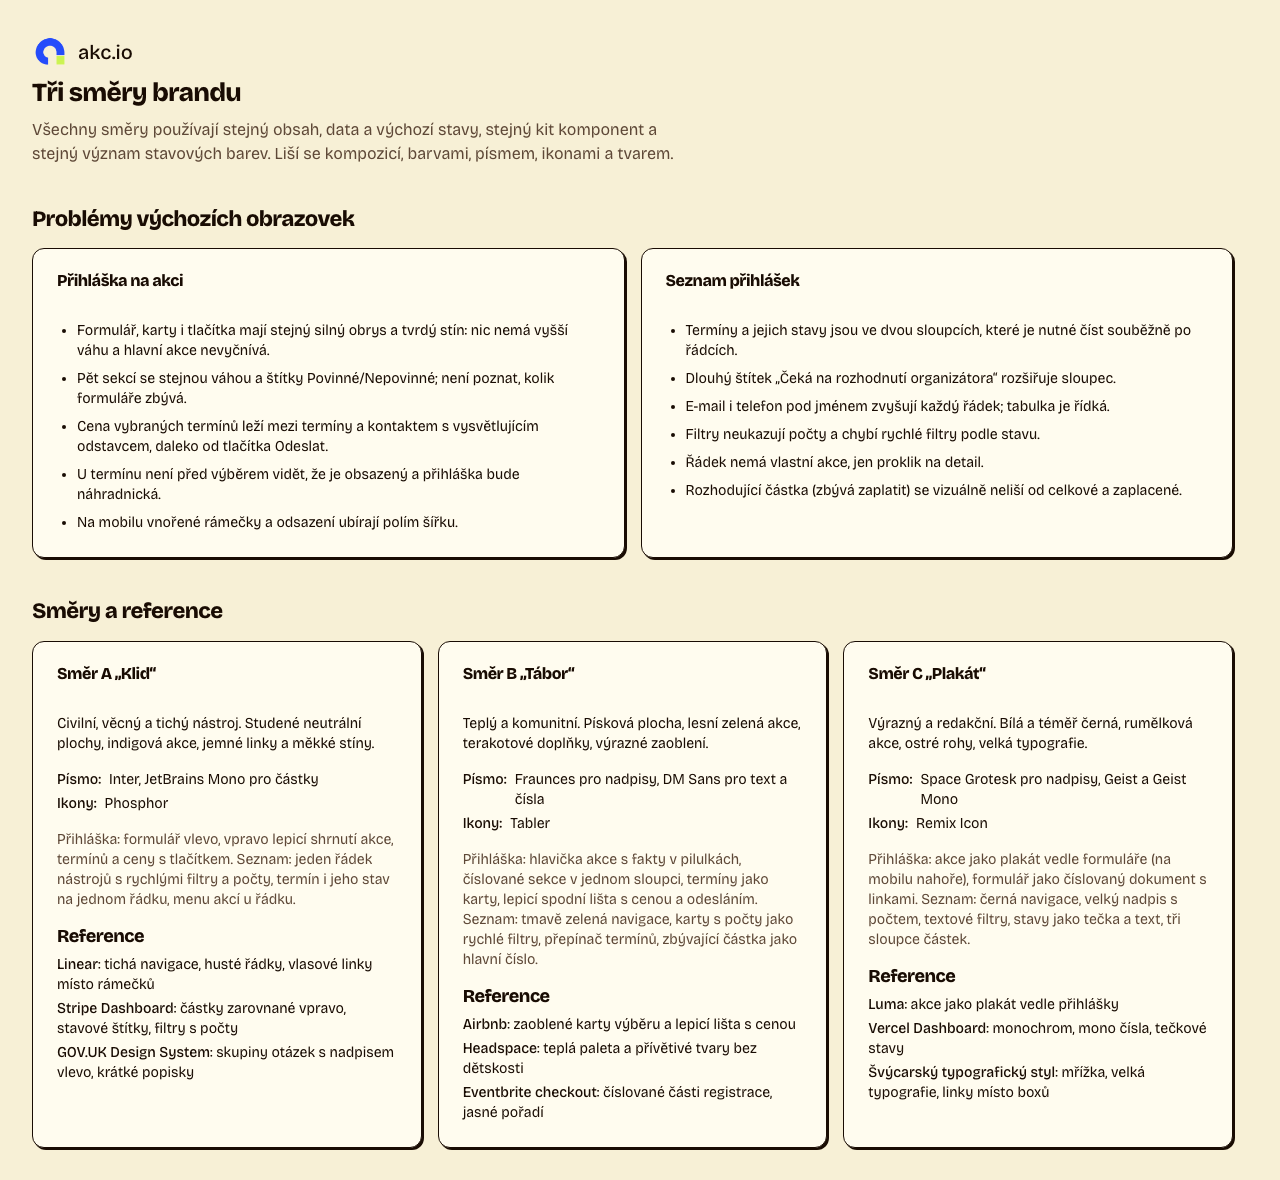 akc.io
Tři směry brandu
Všechny směry používají stejný obsah, data a výchozí stavy, stejný kit komponent a
stejný význam stavových barev. Liší se kompozicí, barvami, písmem, ikonami a tvarem.
Problémy výchozích obrazovek
Přihláška na akci
• Formulář, karty i tlačítka mají stejný silný obrys a tvrdý stín: nic nemá vyšší
váhu a hlavní akce nevyčnívá.
• Pět sekcí se stejnou váhou a štítky Povinné/Nepovinné; není poznat, kolik
formuláře zbývá.
• Cena vybraných termínů leží mezi termíny a kontaktem s vysvětlujícím
odstavcem, daleko od tlačítka Odeslat.
• U termínu není před výběrem vidět, že je obsazený a přihláška bude
náhradnická.
• Na mobilu vnořené rámečky a odsazení ubírají polím šířku.
Seznam přihlášek
• Termíny a jejich stavy jsou ve dvou sloupcích, které je nutné číst souběžně po
řádcích.
• Dlouhý štítek „Čeká na rozhodnutí organizátora“ rozšiřuje sloupec.
• E-mail i telefon pod jménem zvyšují každý řádek; tabulka je řídká.
• Filtry neukazují počty a chybí rychlé filtry podle stavu.
• Řádek nemá vlastní akce, jen proklik na detail.
• Rozhodující částka (zbývá zaplatit) se vizuálně neliší od celkové a zaplacené.
Směry a reference
Směr A „Klid“
Civilní, věcný a tichý nástroj. Studené neutrální
plochy, indigová akce, jemné linky a měkké stíny.
Písmo: Inter, JetBrains Mono pro částky
Ikony: Phosphor
Přihláška: formulář vlevo, vpravo lepicí shrnutí akce,
termínů a ceny s tlačítkem. Seznam: jeden řádek
nástrojů s rychlými filtry a počty, termín i jeho stav
na jednom řádku, menu akcí u řádku.
Reference
Linear: tichá navigace, husté řádky, vlasové linky
místo rámečků
Stripe Dashboard: částky zarovnané vpravo,
stavové štítky, filtry s počty
GOV.UK Design System: skupiny otázek s nadpisem
vlevo, krátké popisky
Směr B „Tábor“
Teplý a komunitní. Písková plocha, lesní zelená akce,
terakotové doplňky, výrazné zaoblení.
Písmo: Fraunces pro nadpisy, DM Sans pro text a
čísla
Ikony: Tabler
Přihláška: hlavička akce s fakty v pilulkách,
číslované sekce v jednom sloupci, termíny jako
karty, lepicí spodní lišta s cenou a odesláním.
Seznam: tmavě zelená navigace, karty s počty jako
rychlé filtry, přepínač termínů, zbývající částka jako
hlavní číslo.
Reference
Airbnb: zaoblené karty výběru a lepicí lišta s cenou
Headspace: teplá paleta a přívětivé tvary bez
dětskosti
Eventbrite checkout: číslované části registrace,
jasné pořadí
Směr C „Plakát“
Výrazný a redakční. Bílá a téměř černá, rumělková
akce, ostré rohy, velká typografie.
Písmo: Space Grotesk pro nadpisy, Geist a Geist
Mono
Ikony: Remix Icon
Přihláška: akce jako plakát vedle formuláře (na
mobilu nahoře), formulář jako číslovaný dokument s
linkami. Seznam: černá navigace, velký nadpis s
počtem, textové filtry, stavy jako tečka a text, tři
sloupce částek.
Reference
Luma: akce jako plakát vedle přihlášky
Vercel Dashboard: monochrom, mono čísla, tečkové
stavy
Švýcarský typografický styl: mřížka, velká
typografie, linky místo boxů